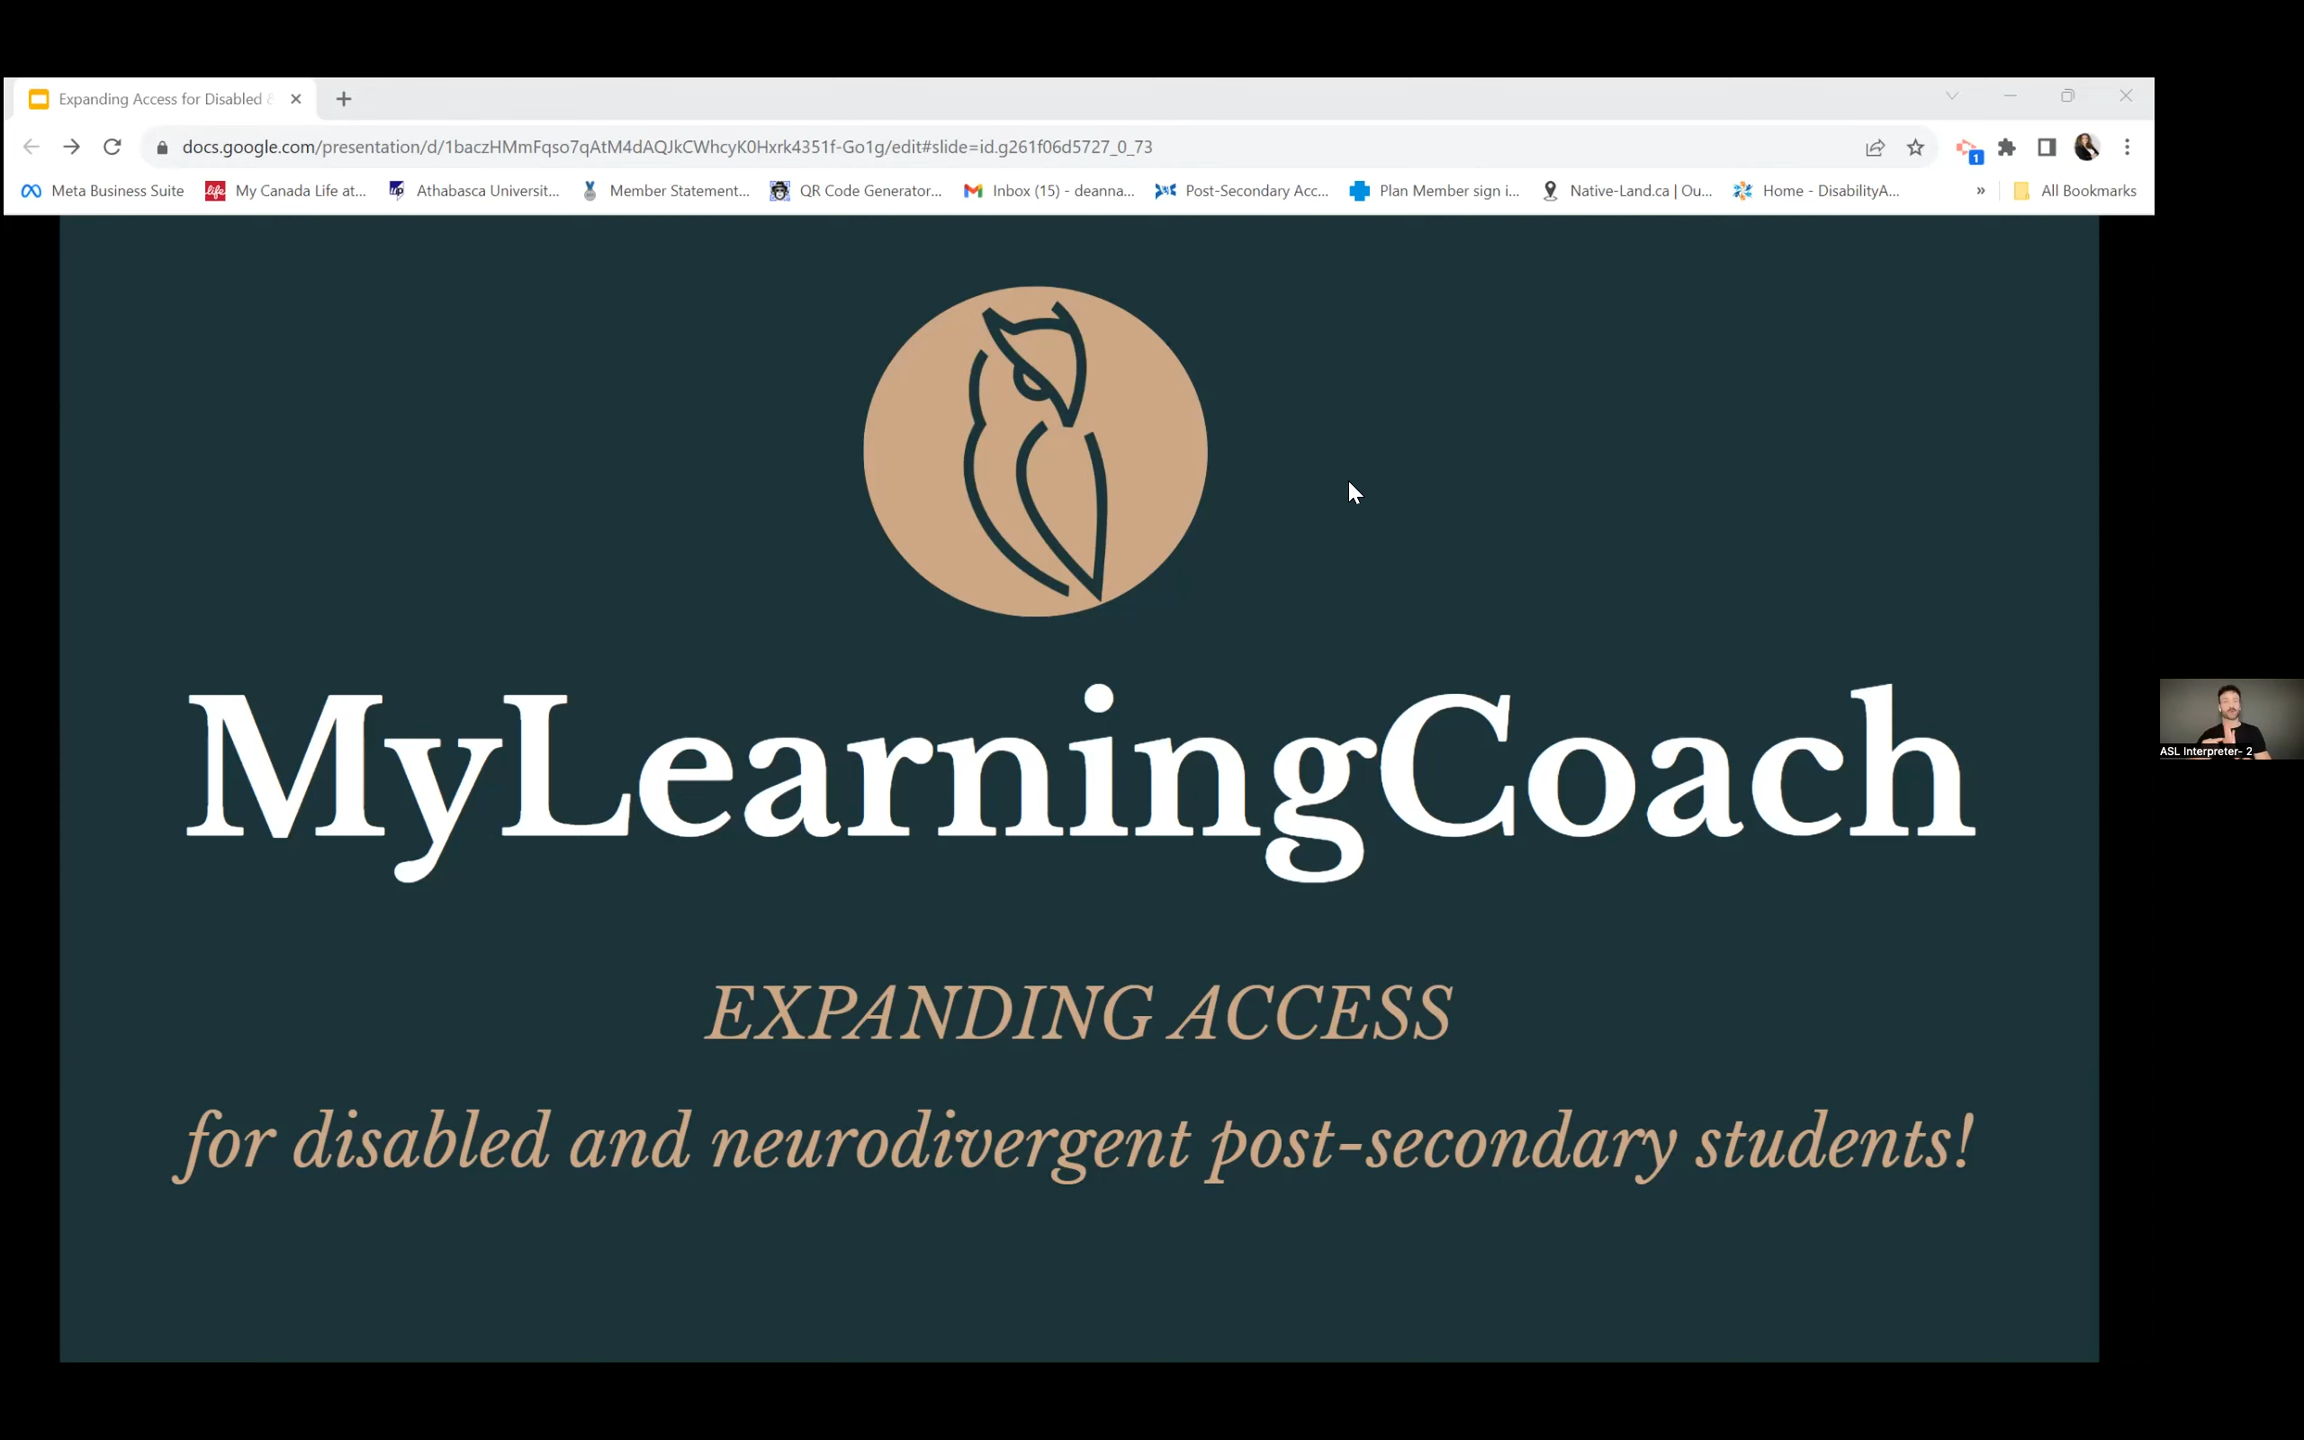 Expanding Access for Disabled &
docs.google.com/presentation/d/1baczHMmFqso7qAtM4dAQJkCWhcyK0Hxrk4351f-Go1g/edit#slide=id.g261f06d5727_0_73
1
Meta Business Suite life My Canada Life at... Athabasca Universit... Member Statement... QR Code Generator... Inbox (15) - deanna... Post-Secondary Acc... Plan Member sign i... Native-Land.ca | Ou... Home - DisabilityA... » All Bookmarks
MyLearningCoach
ASL Interpreter- 2
EXPANDING ACCESS
for disabled and neurodivergent post-secondary students!